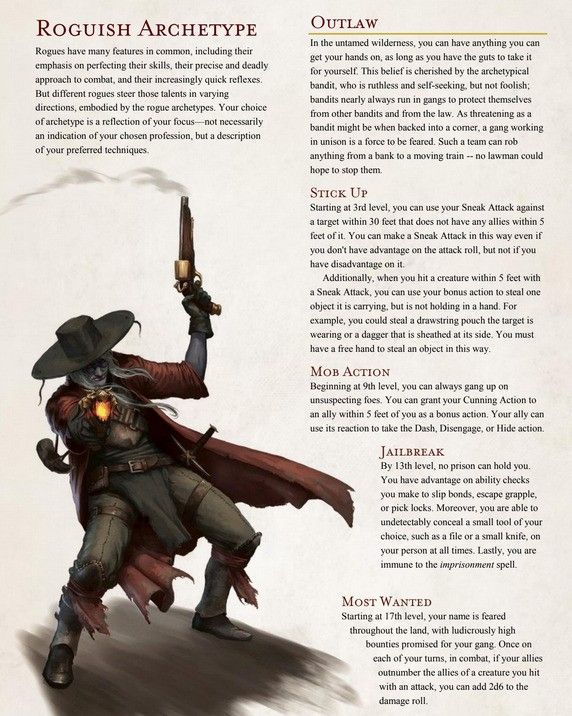 Roguish Archetype
Rogues have many features in common, including their
emphasis on perfecting their skills, their precise and deadly
approach to combat, and their increasingly quick reflexes.
But different rogues steer those talents in varying
directions, embodied by the rogue archetypes. Your choice
of archetype is a reflection of your focus—not necessarily
an indication of your chosen profession, but a description
of your preferred techniques.
Outlaw
In the untamed wilderness, you can have anything you can
get your hands on, as long as you have the guts to take it
for yourself. This belief is cherished by the archetypical
bandit, who is ruthless and self-seeking, but not foolish;
bandits nearly always run in gangs to protect themselves
from other bandits and from the law. As threatening as a
bandit might be when backed into a corner, a gang working
in unison is a force to be feared. Such a team can rob
anything from a bank to a moving train -- no lawman could
hope to stop them.
Stick Up
Starting at 3rd level, you can use your Sneak Attack against
a target within 30 feet that does not have any allies within 5
feet of it. You can make a Sneak Attack in this way even if
you don't have advantage on the attack roll, but not if you
have disadvantage on it.
Additionally, when you hit a creature within 5 feet with
a Sneak Attack, you can use your bonus action to steal one
object it is carrying, but is not holding in a hand. For
example, you could steal a drawstring pouch the target is
wearing or a dagger that is sheathed at its side. You must
have a free hand to steal an object in this way.
Mob Action
Beginning at 9th level, you can always gang up on
unsuspecting foes. You can grant your Cunning Action to
an ally within 5 feet of you as a bonus action. Your ally can
use its reaction to take the Dash, Disengage, or Hide action.
Jailbreak
By 13th level, no prison can hold you.
You have advantage on ability checks
you make to slip bonds, escape grapple,
or pick locks. Moreover, you are able to
undetectably conceal a small tool of your
choice, such as a file or a small knife, on
your person at all times. Lastly, you are
immune to the imprisonment spell.
Most Wanted
Starting at 17th level, your name is feared
throughout the land, with ludicrously high
bounties promised for your gang. Once on
each of your turns, in combat, if your allies
outnumber the allies of a creature you hit
with an attack, you can add 2d6 to the
damage roll.